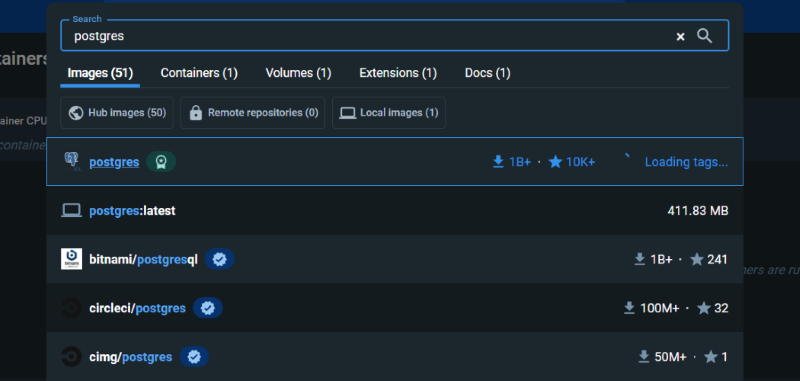 Search
postgres
tainers
Images (51) Containers (1) Volumes (1) Extensions (1) Docs (1)
Hub images (50) Remote repositories (0) Local images (1)
ainer CPU
container
postgres 1B+ · 10K+ Loading tags...
postgres:latest 411.83 MB
bitnami/postgresql 1B+ · 241
ners are ru
circleci/postgres 100M+ · 32
cimg/postgres 50M+ · 1